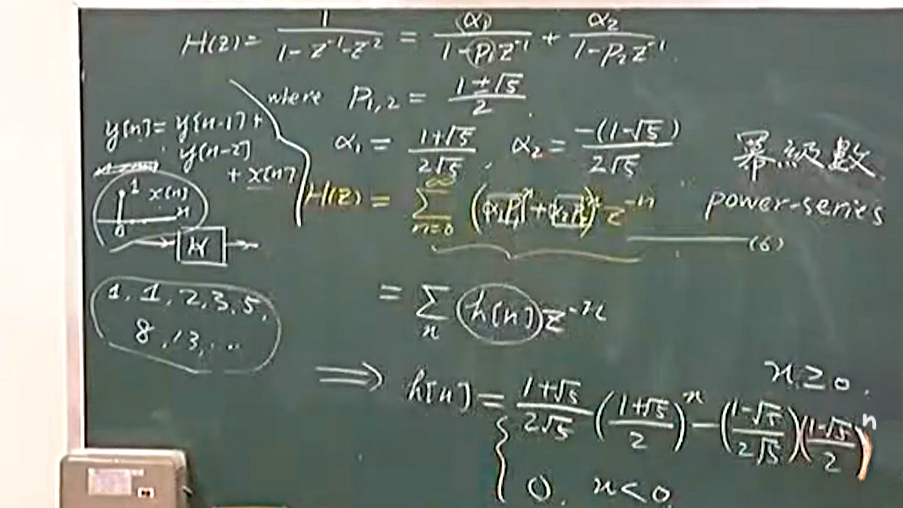 H(z) = 1/(1 - z^-1 - z^-2) = α1/(1 - p1z^-1) + α2/(1 - p2z^-1)
where p1,2 = (1±√5)/2
α1 = (1+√5)/(2√5), α2 = -(1-√5)/(2√5)
H(z) = ∑_{n=0}^{∞} (α1p1^n + α2p2^n) z^-n (6)
= ∑_n h[n] z^-n
⇒ h[n] = { (1+√5)/(2√5) ((1+√5)/2)^n - ((1-√5)/(2√5)) ((1-√5)/2)^n
n ≥ 0.
0, n < 0
冪級數
power-series
y[n] = y[n-1] +
y[n-2]
+ x[n]
1 x[n]
0 n
H
1, 1, 2, 3, 5,
8, 13, ...